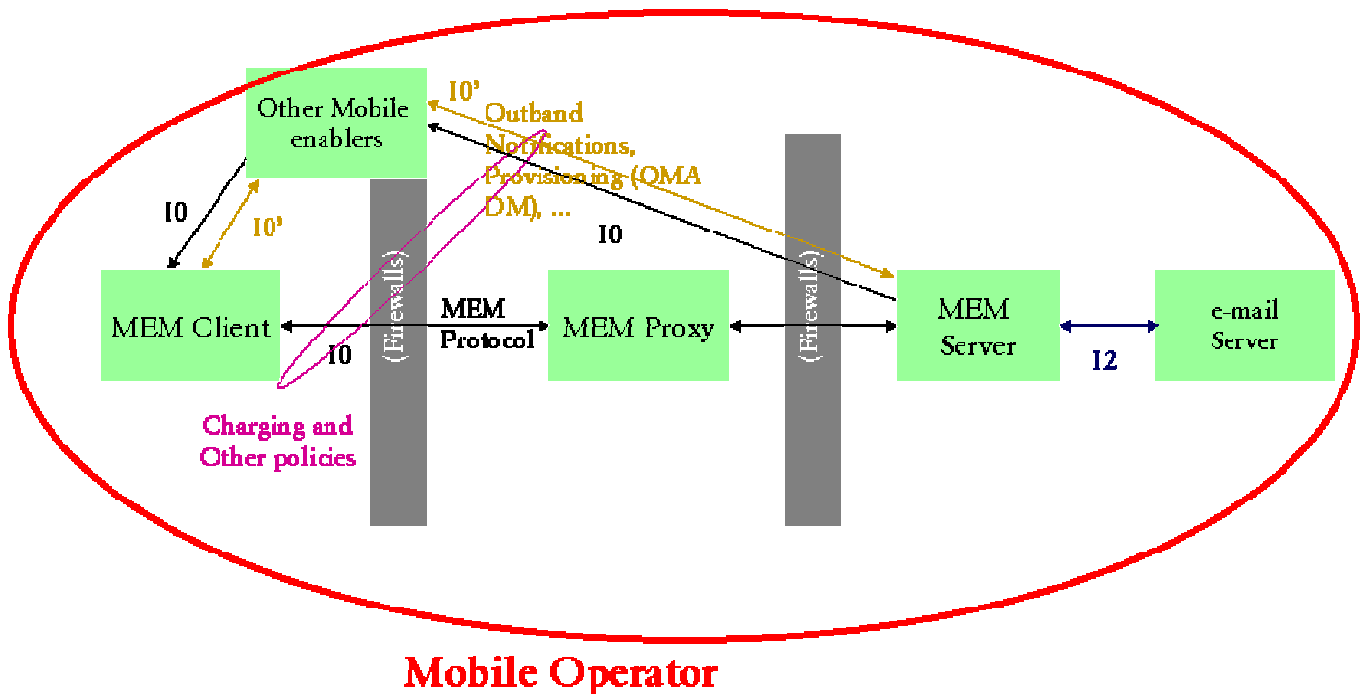 Other Mobile
enablers
I0'
Outband
Notifications,
Provisioning (OMA
DM), ...
I0
I0'
I0
(Firewalls)
(Firewalls)
MEM Client
I0
MEM
Protocol
MEM Proxy
MEM
Server
I2
e-mail
Server
Charging and
Other policies
Mobile Operator